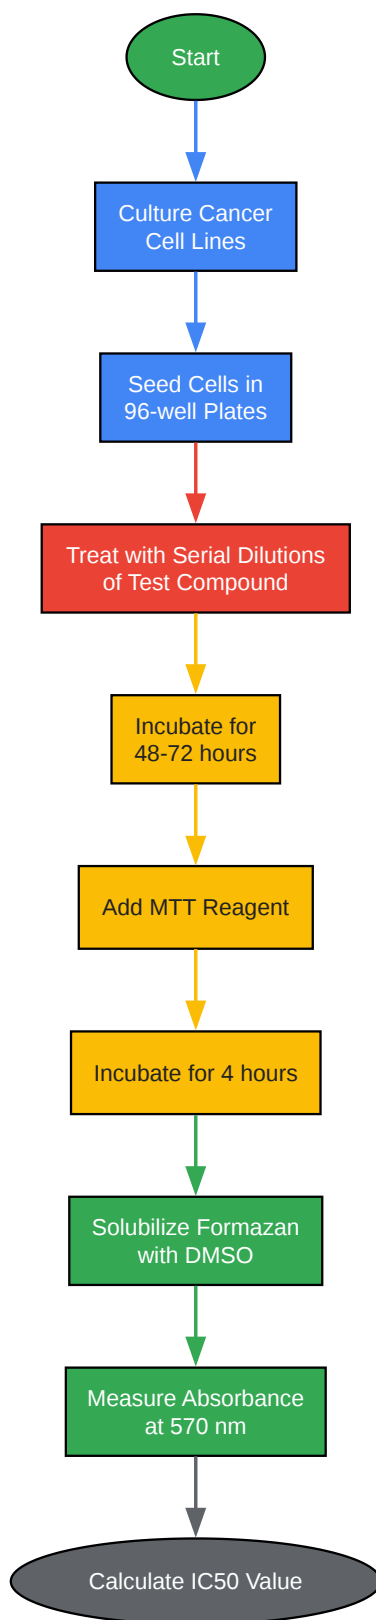 Start
Culture Cancer
Cell Lines
Seed Cells in
96-well Plates
Treat with Serial Dilutions
of Test Compound
Incubate for
48-72 hours
Add MTT Reagent
Incubate for 4 hours
Solubilize Formazan
with DMSO
Measure Absorbance
at 570 nm
Calculate IC50 Value